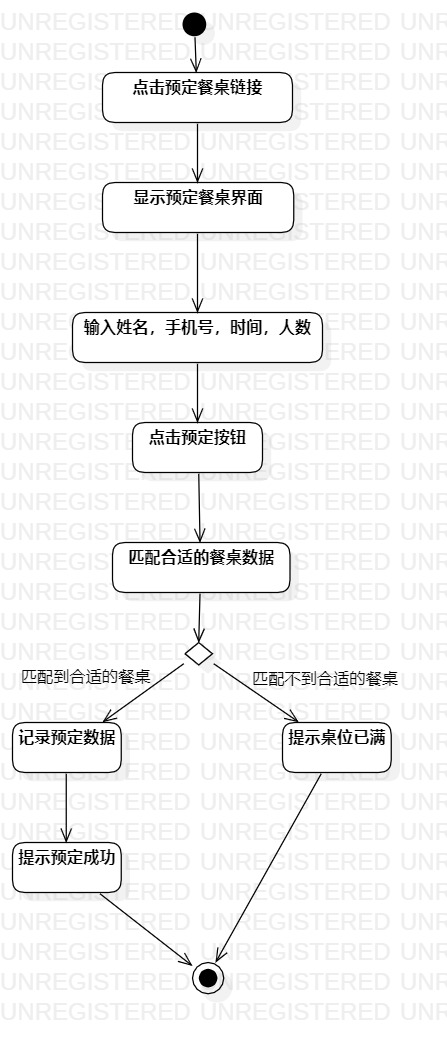 点击预定餐桌链接
显示预定餐桌界面
输入姓名，手机号，时间，人数
点击预定按钮
匹配合适的餐桌数据
匹配到合适的餐桌
匹配不到合适的餐桌
记录预定数据
提示桌位已满
提示预定成功
UNREGISTERED